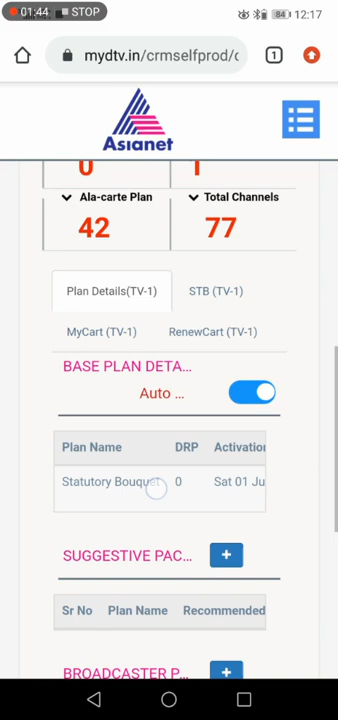 01:44 STOP 84 12:17
mydtv.in/crmselfprod/c 1
Asianet
0 1
Ala-carte Plan Total Channels
42 77
Plan Details(TV-1) STB (TV-1)
MyCart (TV-1) RenewCart (TV-1)
BASE PLAN DETA...
Auto ...
Plan Name DRP Activation
Statutory Bouquet 0 Sat 01 Ju
SUGGESTIVE PAC... +
Sr No Plan Name Recommended
BROADCASTER P... +